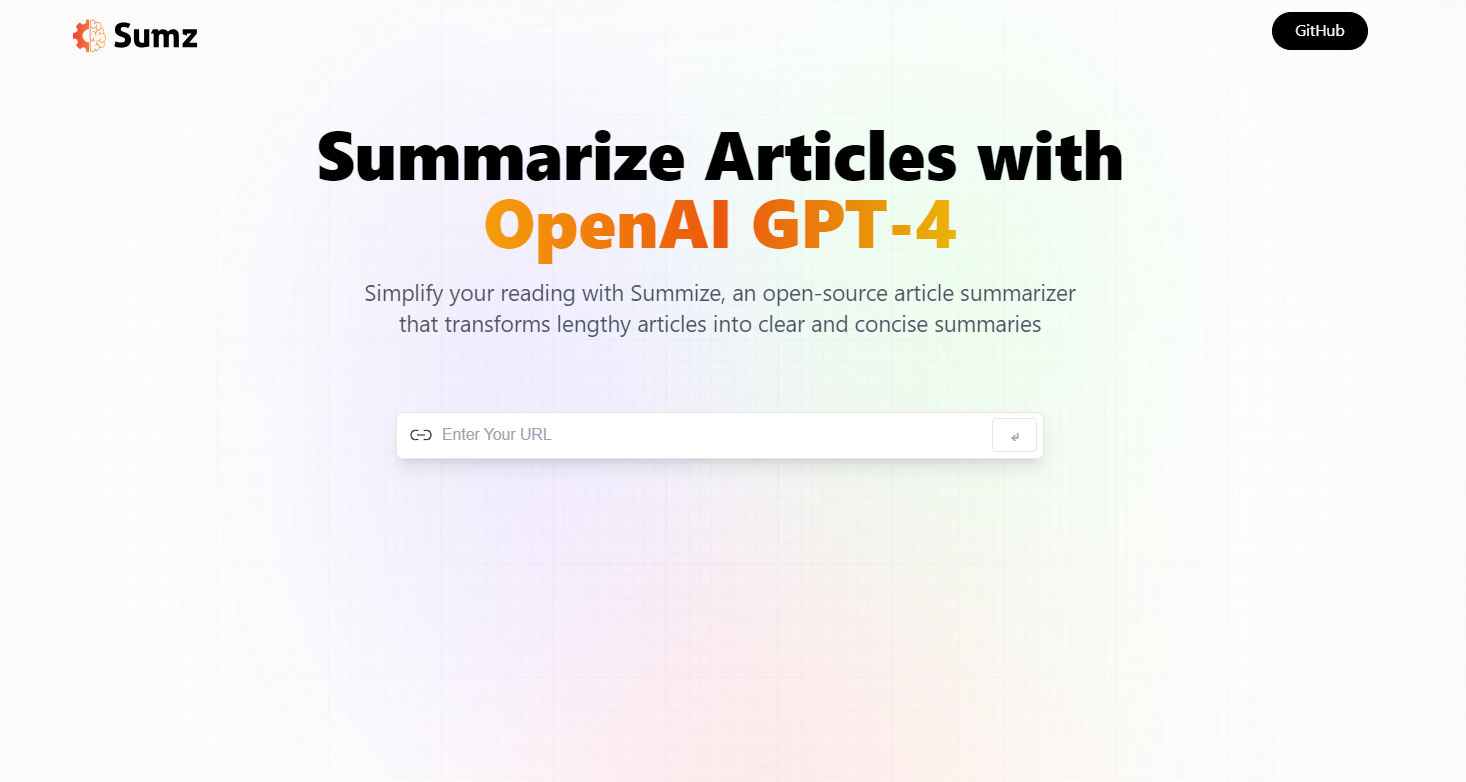 Sumz
GitHub
Summarize Articles with
OpenAI GPT-4
Simplify your reading with Summize, an open-source article summarizer
that transforms lengthy articles into clear and concise summaries
Enter Your URL
↵